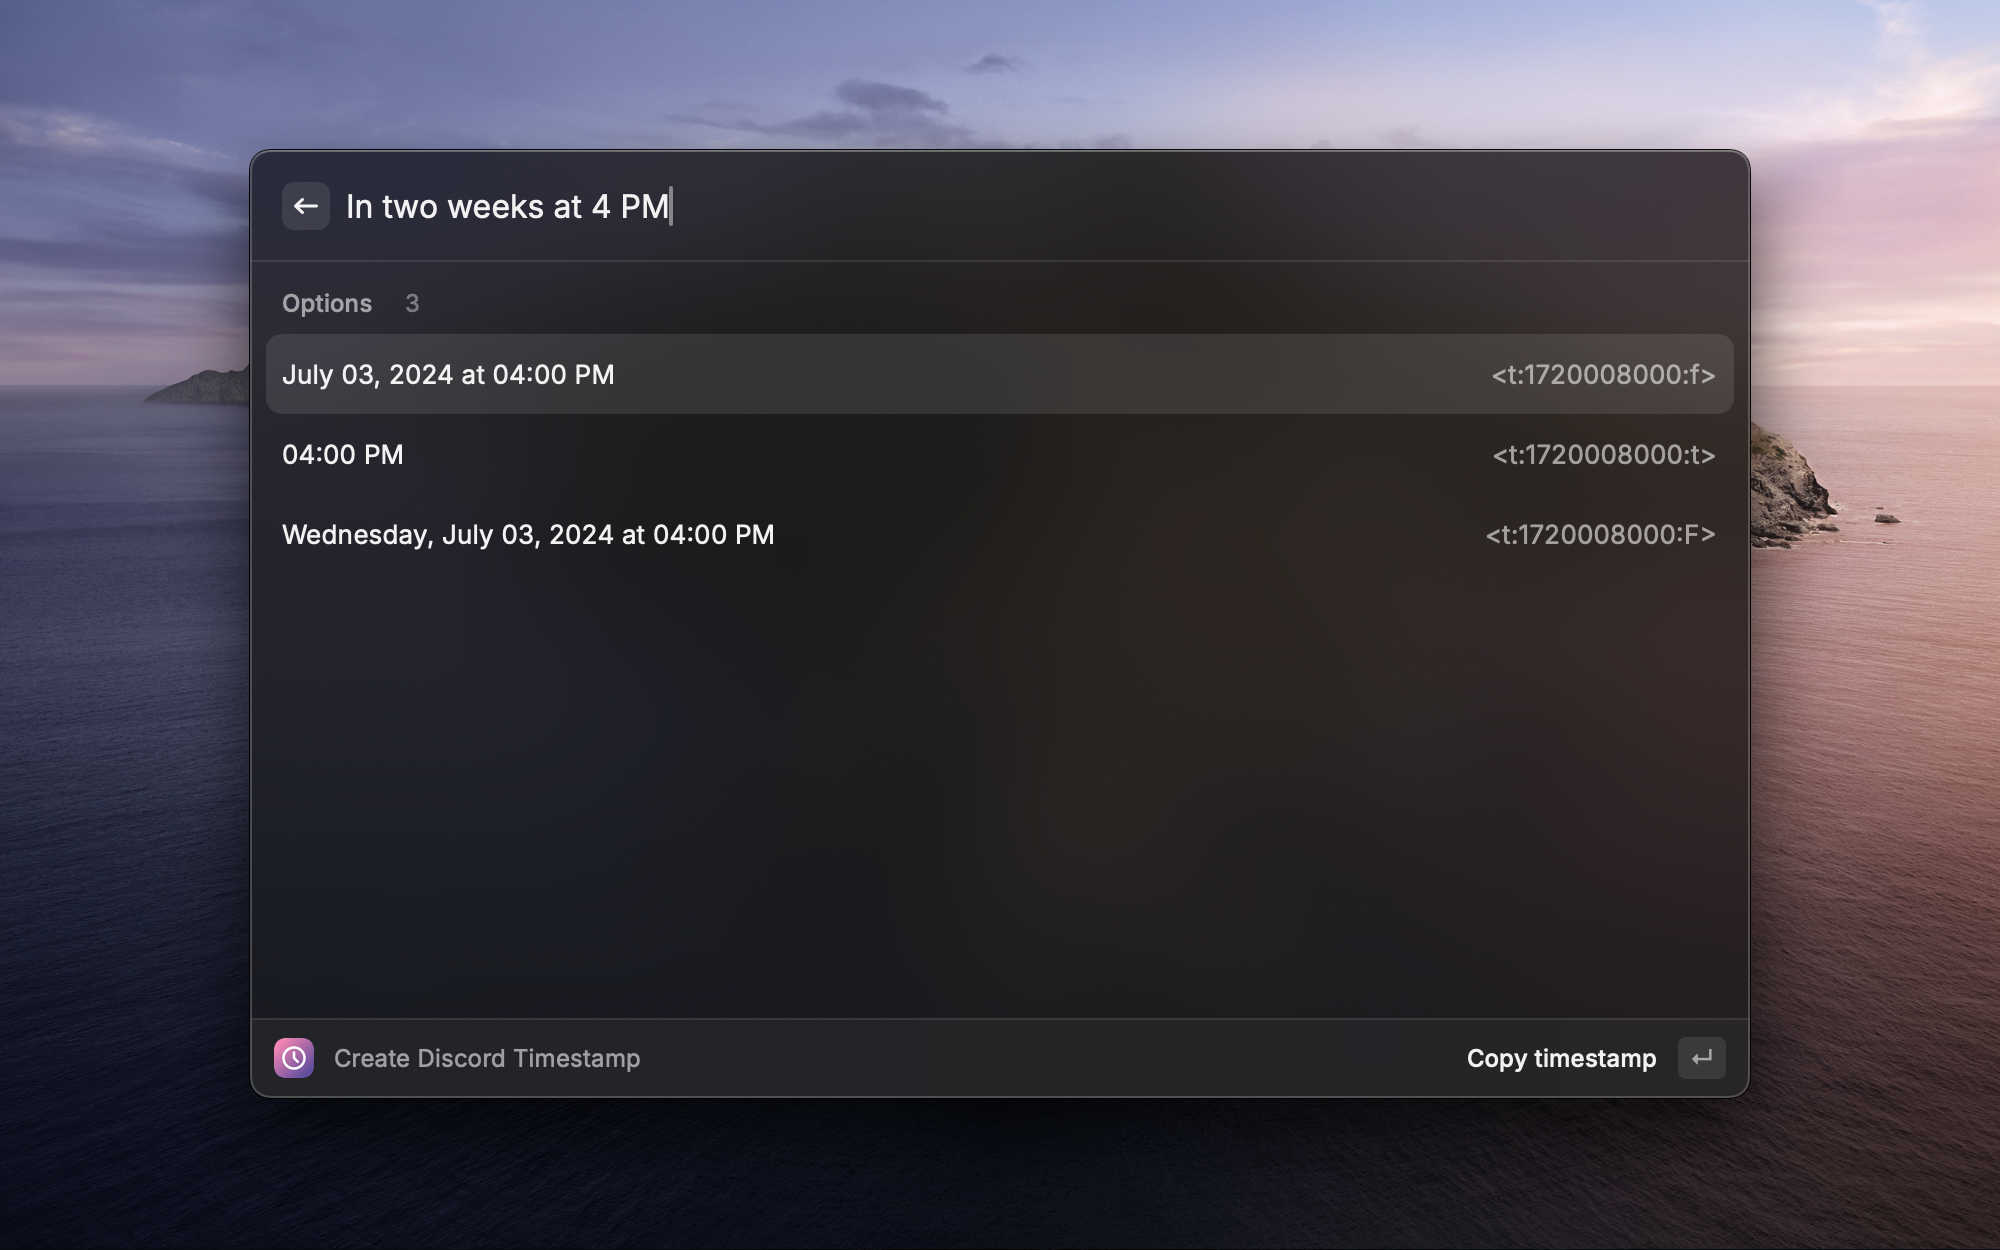 In two weeks at 4 PM
Options 3
July 03, 2024 at 04:00 PM <t:1720008000:f>
04:00 PM <t:1720008000:t>
Wednesday, July 03, 2024 at 04:00 PM <t:1720008000:F>
Create Discord Timestamp Copy timestamp